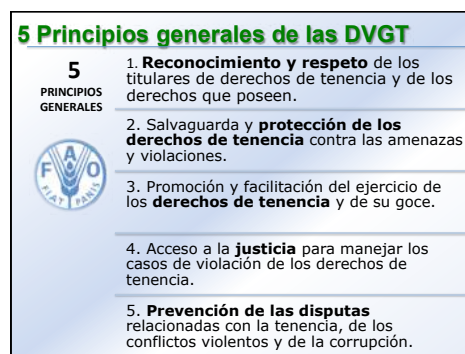 5 Principios generales de las DVGT
5
PRINCIPIOS
GENERALES
F A O
FIAT PANIS
1. Reconocimiento y respeto de los
titulares de derechos de tenencia y de los
derechos que poseen.
2. Salvaguarda y protección de los
derechos de tenencia contra las amenazas
y violaciones.
3. Promoción y facilitación del ejercicio de
los derechos de tenencia y de su goce.
4. Acceso a la justicia para manejar los
casos de violación de los derechos de
tenencia.
5. Prevención de las disputas
relacionadas con la tenencia, de los
conflictos violentos y de la corrupción.